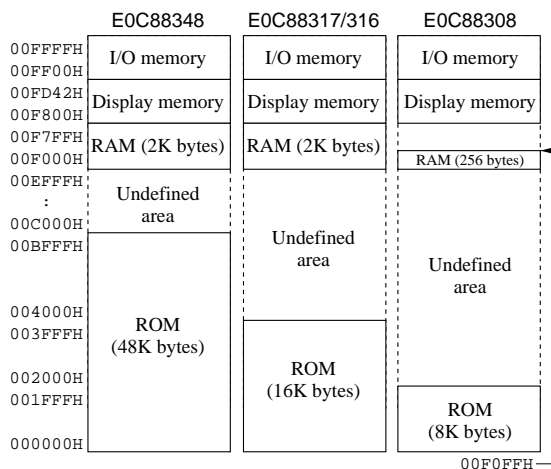 E0C88348 E0C88317/316 E0C88308
00FFFFH
I/O memory I/O memory I/O memory
00FF00H
00FD42H
Display memory Display memory Display memory
00F800H
00F7FFH
RAM (2K bytes) RAM (2K bytes)
00F000H
RAM (256 bytes)
00EFFFH
Undefined
:
area
00C000H
00BFFFH
Undefined
area
Undefined
area
004000H
003FFFH
ROM
(48K bytes)
ROM
(16K bytes)
002000H
001FFFH
ROM
(8K bytes)
000000H
00F0FFH